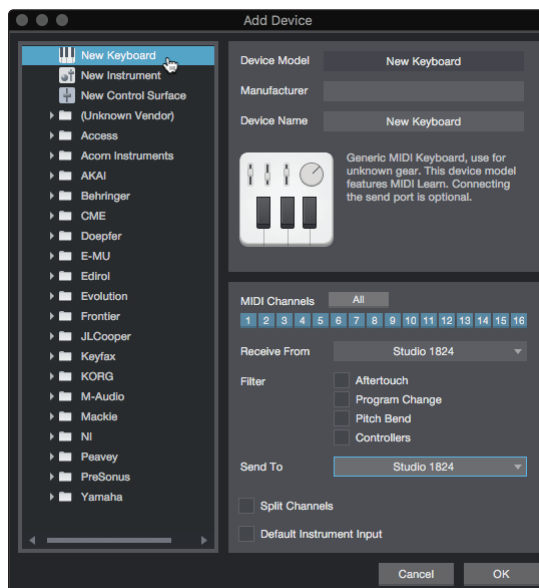 Add Device
New Keyboard
New Instrument
New Control Surface
(Unknown Vendor)
Access
Acorn Instruments
AKAI
Behringer
CME
Doepfer
E-MU
Edirol
Evolution
Frontier
JLCooper
Keyfax
KORG
M-Audio
Mackie
NI
Peavey
PreSonus
Yamaha
Device Model New Keyboard
Manufacturer
Device Name New Keyboard
Generic MIDI Keyboard, use for
unknown gear. This device model
features MIDI Learn. Connecting
the send port is optional.
MIDI Channels All
1 2 3 4 5 6 7 8 9 10 11 12 13 14 15 16
Receive From Studio 1824
Filter Aftertouch
Program Change
Pitch Bend
Controllers
Send To Studio 1824
Split Channels
Default Instrument Input
Cancel OK